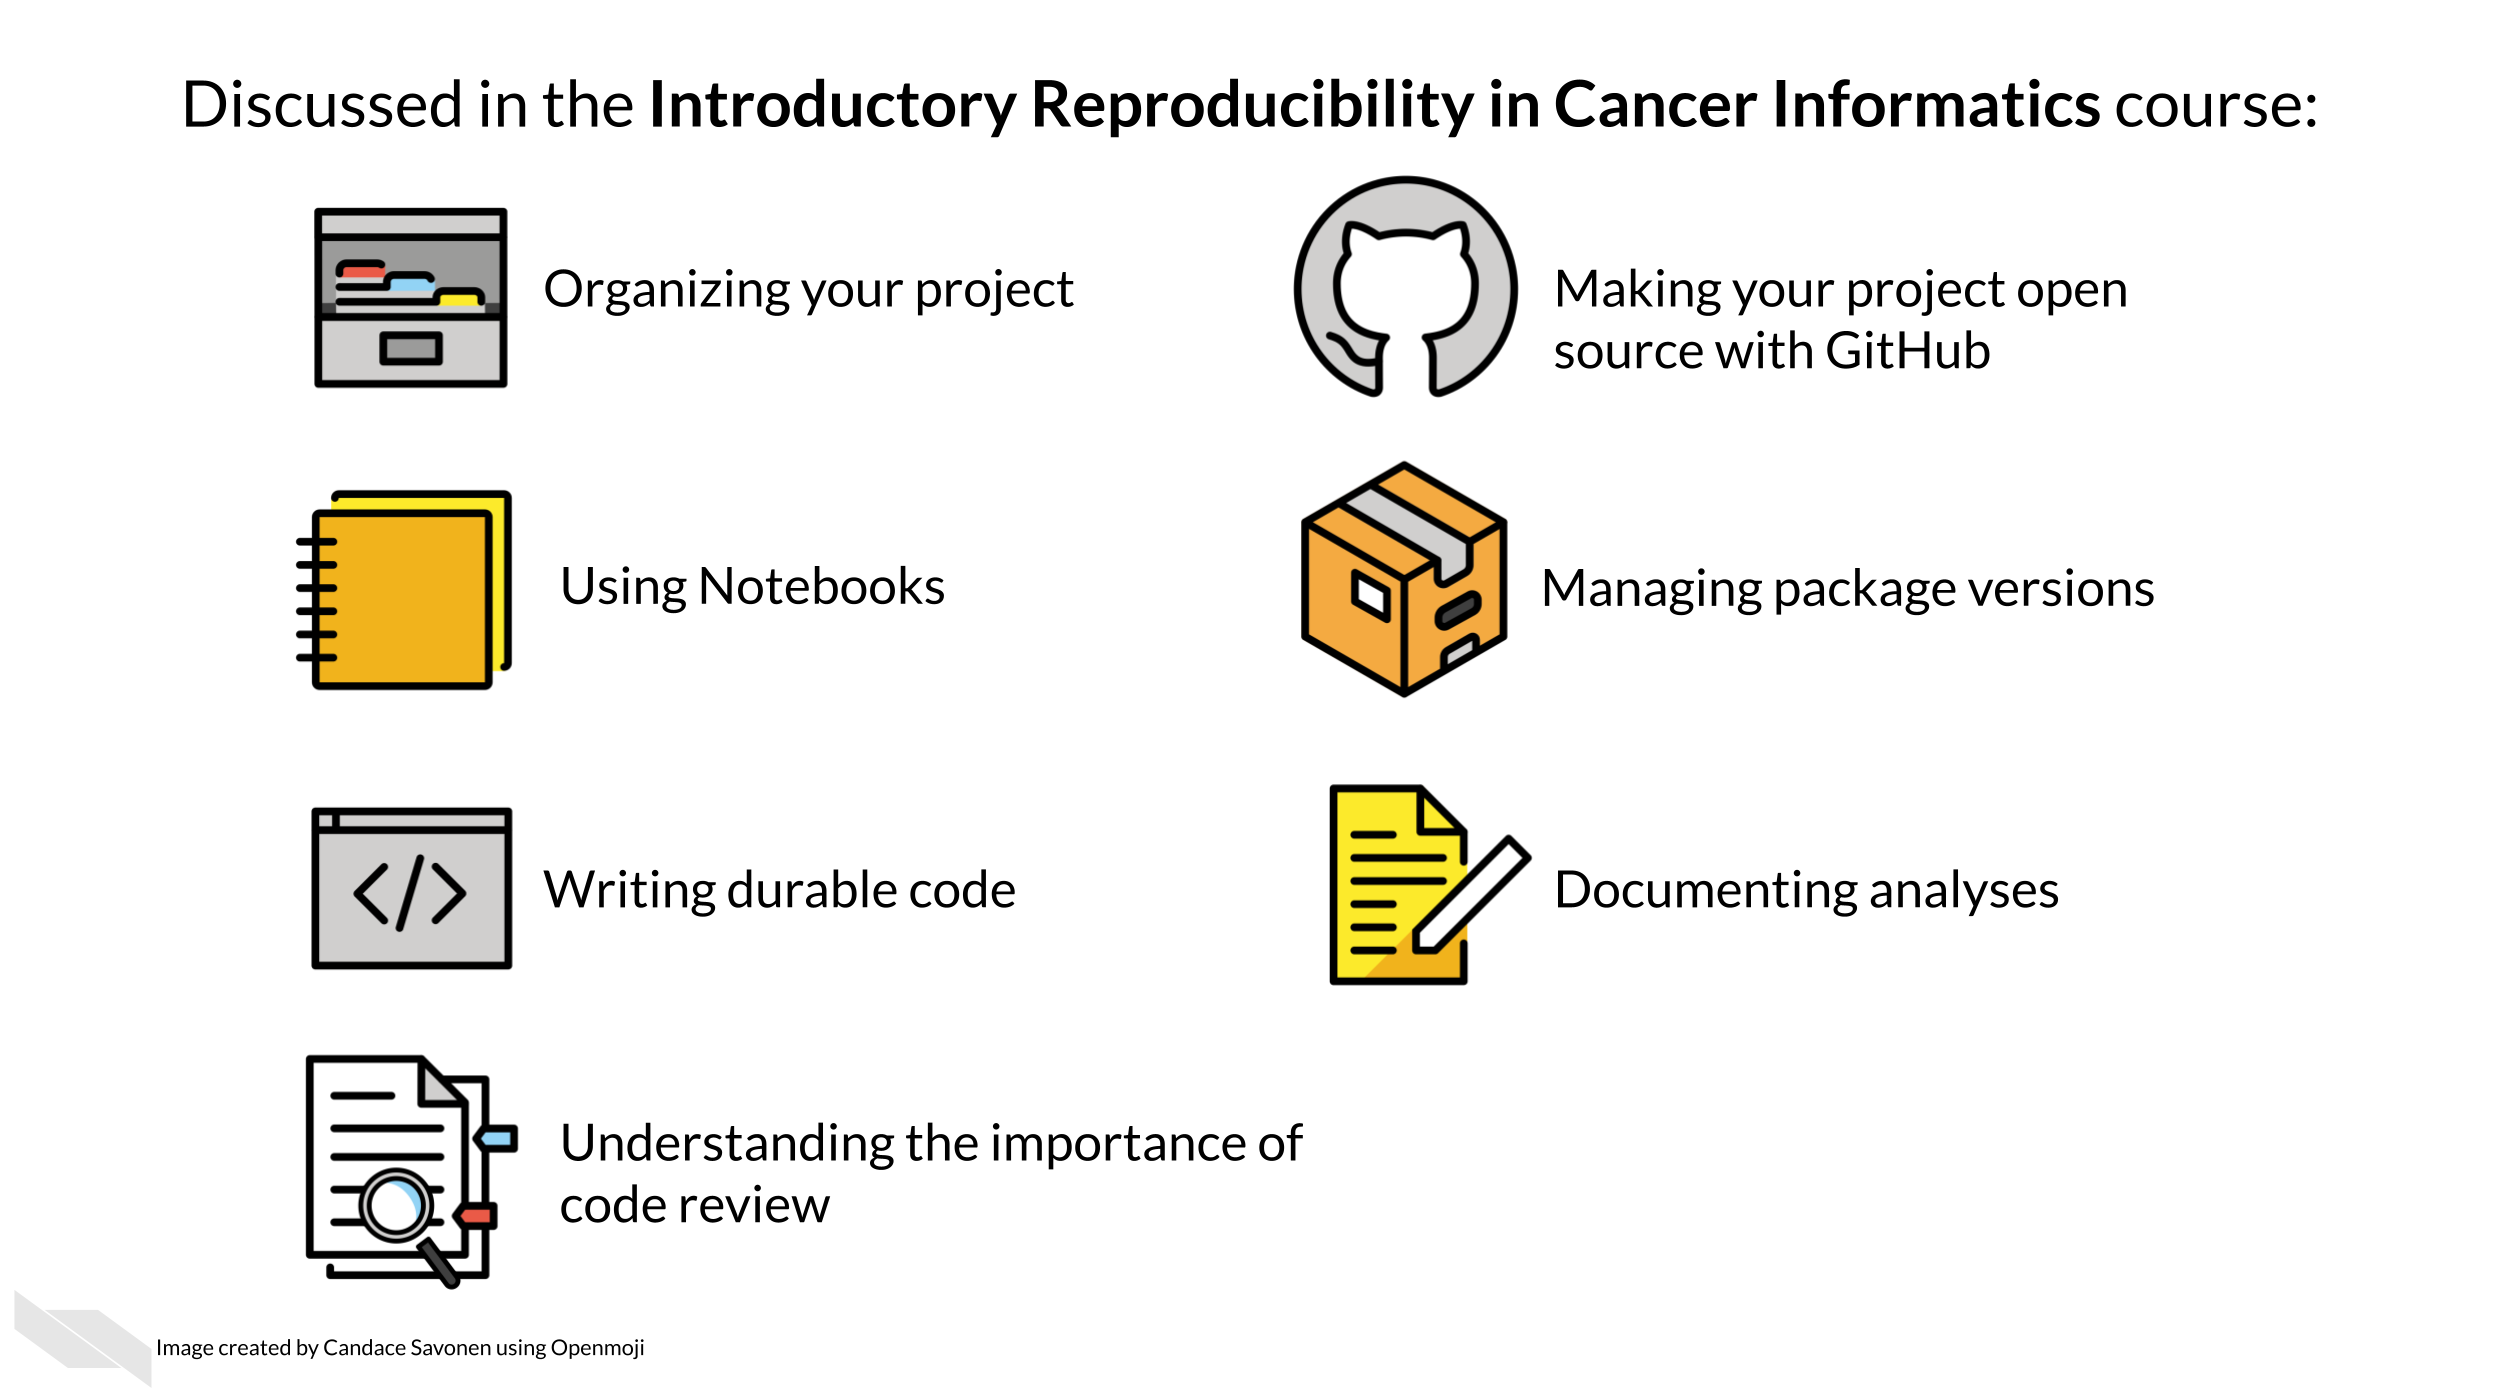 Discussed in the Introductory Reproducibility in Cancer Informatics course:
Organizing your project
Making your project open
source with GitHub
Using Notebooks
Managing package versions
Writing durable code
Documenting analyses
Understanding the importance of
code review
Image created by Candace Savonen using Openmoji